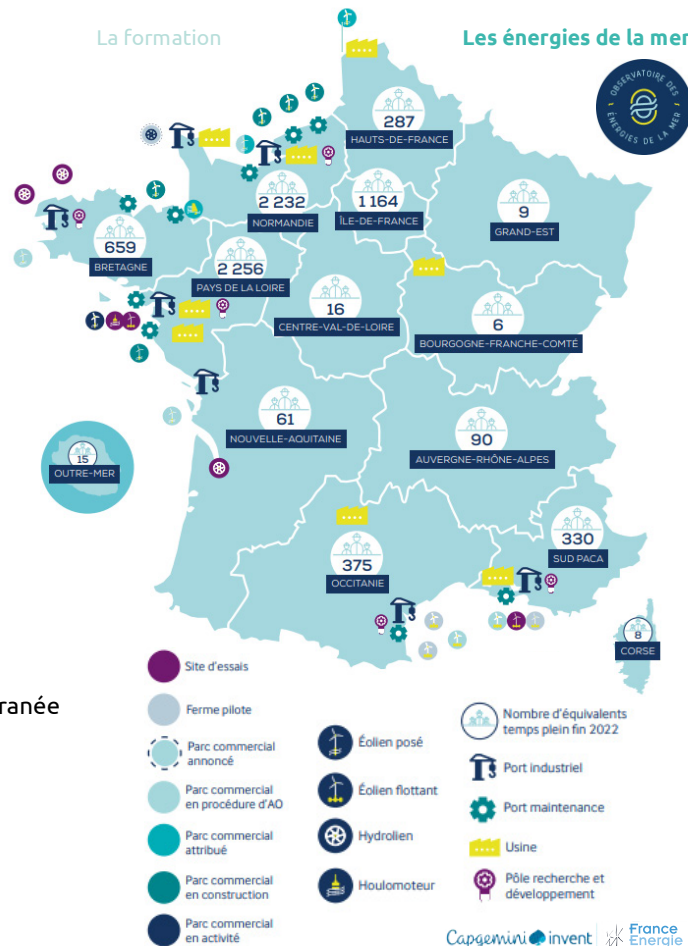 La formation
Les énergies de la mer
OBSERVATOIRE DES
ÉNERGIES DE LA MER
287
HAUTS-DE-FRANCE
2 232
NORMANDIE
1 164
ÎLE-DE-FRANCE
9
GRAND-EST
659
BRETAGNE
2 256
PAYS DE LA LOIRE
16
CENTRE-VAL-DE-LOIRE
6
BOURGOGNE-FRANCHE-COMTÉ
61
NOUVELLE-AQUITAINE
90
AUVERGNE-RHÔNE-ALPES
15
OUTRE-MER
375
OCCITANIE
330
SUD PACA
8
CORSE
ranée
Site d'essais
Ferme pilote
Parc commercial
annoncé
Parc commercial
en procédure d'AO
Parc commercial
attribué
Parc commercial
en construction
Parc commercial
en activité
Éolien posé
Éolien flottant
Hydrolien
Houlomoteur
Nombre d'équivalents
temps plein fin 2022
Port industriel
Port maintenance
Usine
Pôle recherche et
développement
Capgemini invent
France
Energie